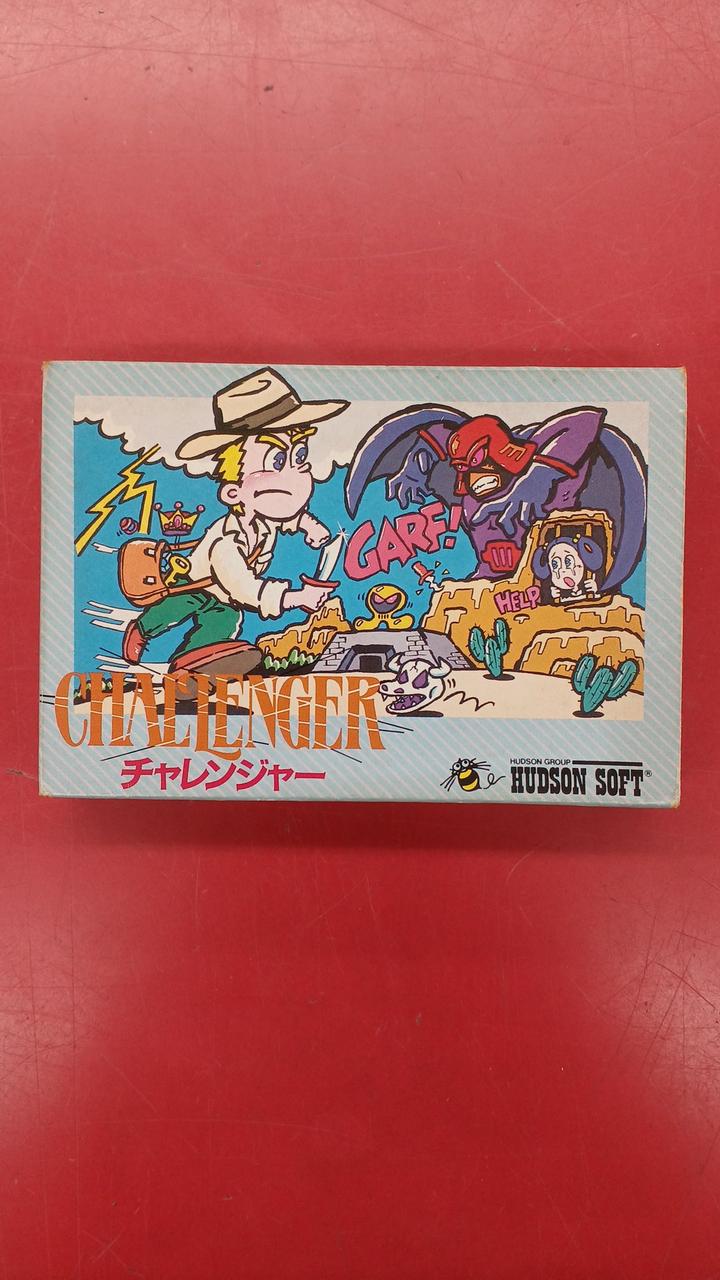 GARF!
HELP
CHALLENGER
チャレンジャー
HUDSON GROUP
HUDSON SOFT®